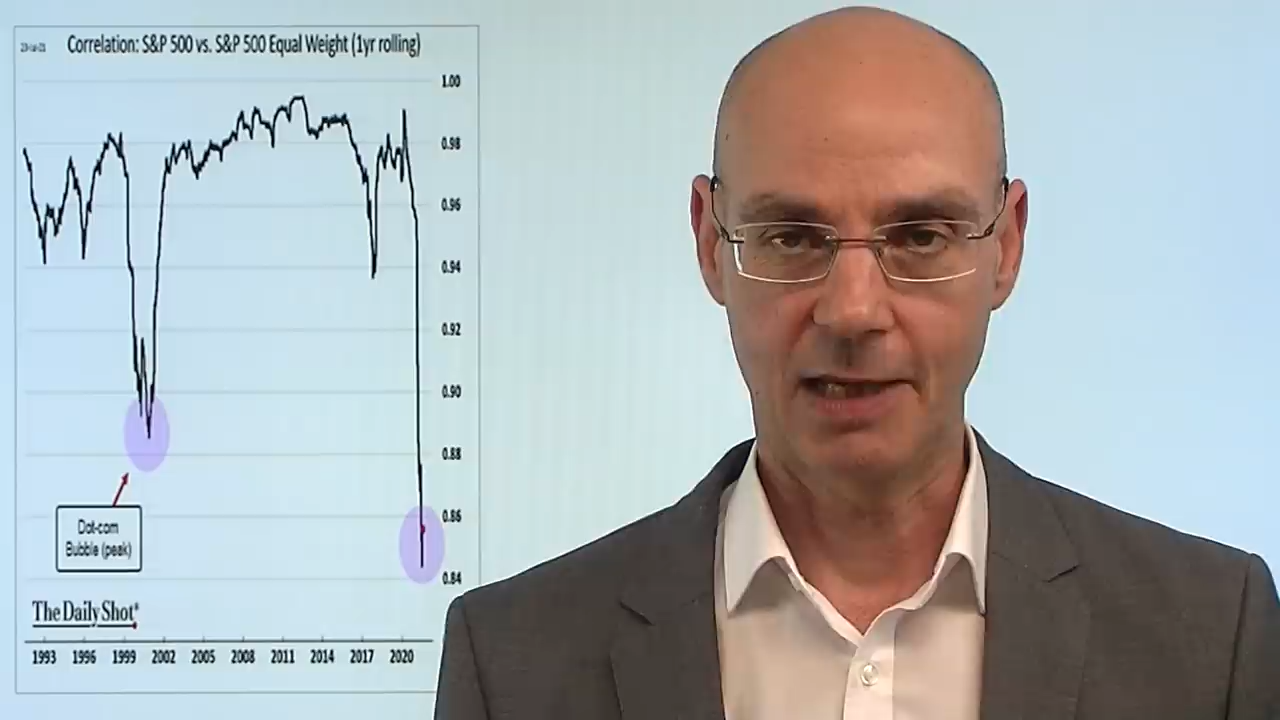 Correlation: S&P 500 vs. S&P 500 Equal Weight (1yr rolling)
1.00
0.98
0.96
0.94
0.92
0.90
0.88
0.86
0.84
Dot-com
Bubble (peak)
The Daily Shot
1993 1996 1999 2002 2005 2008 2011 2014 2017 2020